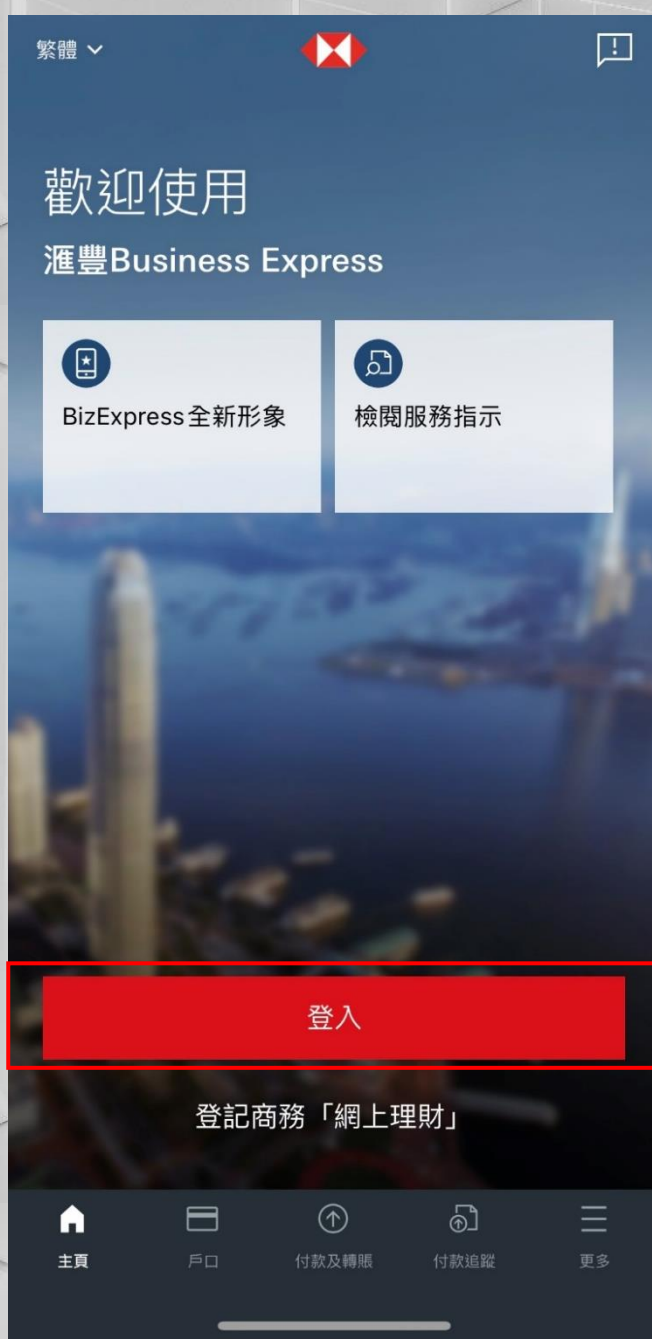 繁體
歡迎使用
滙豐Business Express
BizExpress全新形象
檢閱服務指示
登入
登記商務「網上理財」
主頁
戶口
付款及轉賬
付款追蹤
更多